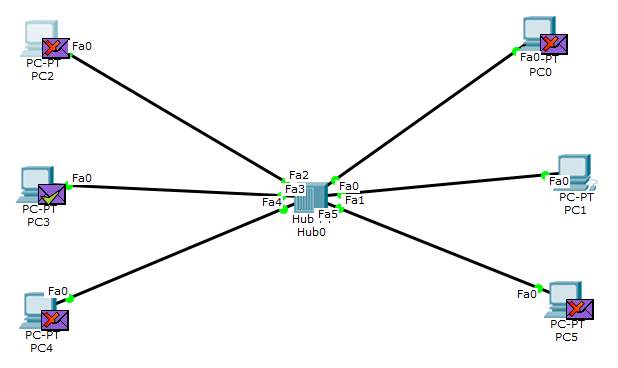 Fa0
PC-PT
PC2
Fa0
-PT
PC0
Fa0
PC-PT
PC3
Fa2
Fa3
Fa4
Fa0
Fa1
Fa5
Hub
Hub0
Fa0
PC-PT
PC1
Fa0
PC-PT
PC4
Fa0
PC-PT
PC5